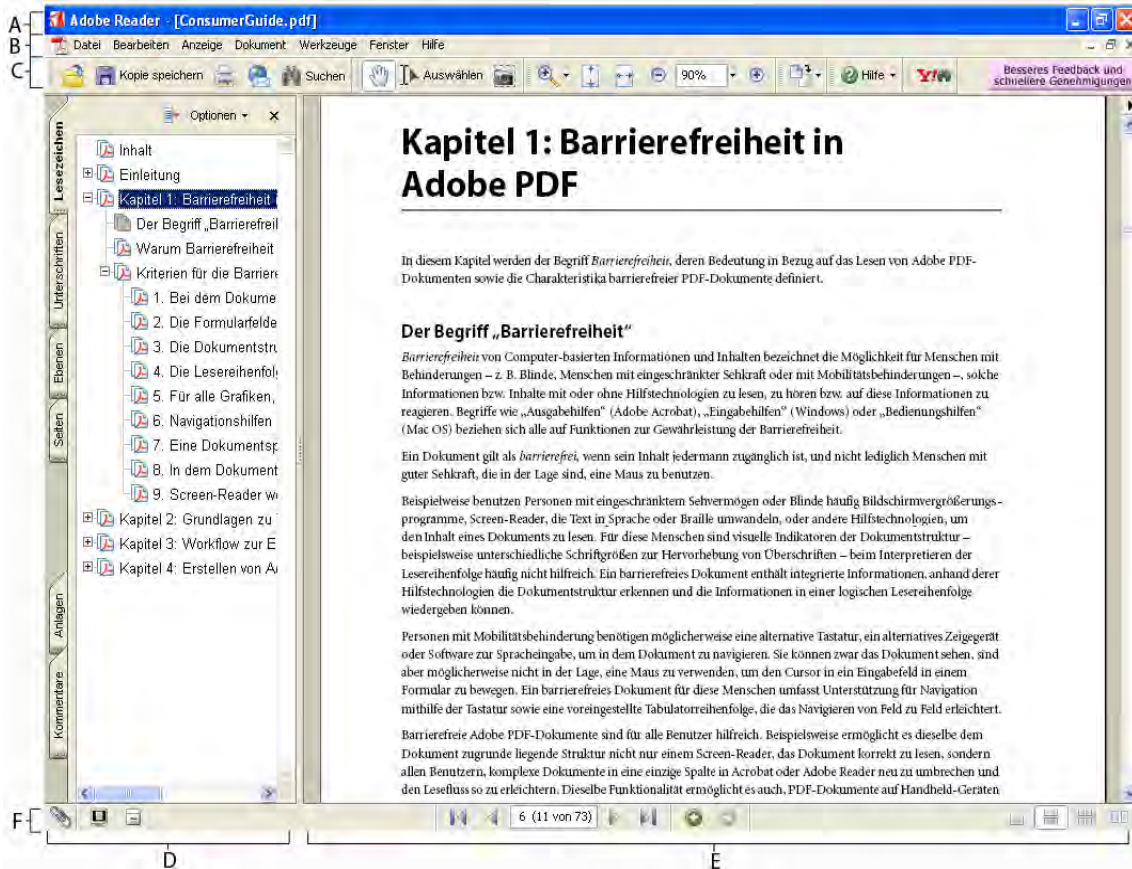 A
Adobe Reader - [ConsumerGuide.pdf]
B
Datei Bearbeiten Anzeige Dokument Werkzeuge Fenster Hilfe
C
Kopie speichern Suchen Auswählen 90% Hilfe Y!
Besseres Feedback und
schnellere Genehmigungen
Optionen
Lesezeichen
Unterschriften
Ebenen
Seiten
Anlagen
Kommentare
Inhalt
Einleitung
Kapitel 1: Barrierefreiheit
Der Begriff „Barrierefreil
Warum Barrierefreiheit
Kriterien für die Barriere
1. Bei dem Dokume
2. Die Formularfelde
3. Die Dokumentstru
4. Die Lesereihenfolg
5. Für alle Grafiken,
6. Navigationshilfen
7. Eine Dokumentsp
8. In dem Dokument
9. Screen-Reader we
Kapitel 2: Grundlagen zu
Kapitel 3: Workflow zur E
Kapitel 4: Erstellen von A
Kapitel 1: Barrierefreiheit in
Adobe PDF
In diesem Kapitel werden der Begriff Barrierefreiheit, deren Bedeutung in Bezug auf das Lesen von Adobe PDF-
Dokumenten sowie die Charakteristika barrierefreier PDF-Dokumente definiert.
Der Begriff „Barrierefreiheit“
Barrierefreiheit von Computer-basierten Informationen und Inhalten bezeichnet die Möglichkeit für Menschen mit
Behinderungen – z. B. Blinde, Menschen mit eingeschränkter Sehkraft oder mit Mobilitätsbehinderungen –, solche
Informationen bzw. Inhalte mit oder ohne Hilfstechnologien zu lesen, zu hören bzw. auf diese Informationen zu
reagieren. Begriffe wie „Ausgabehilfen“ (Adobe Acrobat), „Eingabehilfen“ (Windows) oder „Bedienungshilfen“
(Mac OS) beziehen sich alle auf Funktionen zur Gewährleistung der Barrierefreiheit.
Ein Dokument gilt als barrierefrei, wenn sein Inhalt jedermann zugänglich ist, und nicht lediglich Menschen mit
guter Sehkraft, die in der Lage sind, eine Maus zu benutzen.
Beispielweise benutzen Personen mit eingeschränktem Sehvermögen oder Blinde häufig Bildschirmvergrößerungs-
programme, Screen-Reader, die Text in Sprache oder Braille umwandeln, oder andere Hilfstechnologien, um
den Inhalt eines Dokuments zu lesen. Für diese Menschen sind visuelle Indikatoren der Dokumentstruktur –
beispielsweise unterschiedliche Schriftgrößen zur Hervorhebung von Überschriften – beim Interpretieren der
Lesereihenfolge häufig nicht hilfreich. Ein barrierefreies Dokument enthält integrierte Informationen, anhand derer
Hilfstechnologien die Dokumentstruktur erkennen und die Informationen in einer logischen Lesereihenfolge
wiedergeben können.
Personen mit Mobilitätsbehinderung benötigen möglicherweise eine alternative Tastatur, ein alternatives Zeigegerät
oder Software zur Spracheingabe, um in dem Dokument zu navigieren. Sie können zwar das Dokument sehen, sind
aber möglicherweise nicht in der Lage, eine Maus zu verwenden, um den Cursor in ein Eingabefeld in einem
Formular zu bewegen. Ein barrierefreies Dokument für diese Menschen umfasst Unterstützung für Navigation
mithilfe der Tastatur sowie eine voreingestellte Tabulatorreihenfolge, die das Navigieren von Feld zu Feld erleichtert.
Barrierefreie Adobe PDF-Dokumente sind für alle Benutzer hilfreich. Beispielsweise ermöglicht es dieselbe dem
Dokument zugrunde liegende Struktur nicht nur einem Screen-Reader, das Dokument korrekt zu lesen, sondern
allen Benutzern, komplexe Dokumente in eine einzige Spalte in Acrobat oder Adobe Reader neu zu umbrechen und
den Lesefluss so zu erleichtern. Dieselbe Funktionalität ermöglicht es auch, PDF-Dokumente auf Handheld-Geräten
F
6 (11 von 73)
D
E